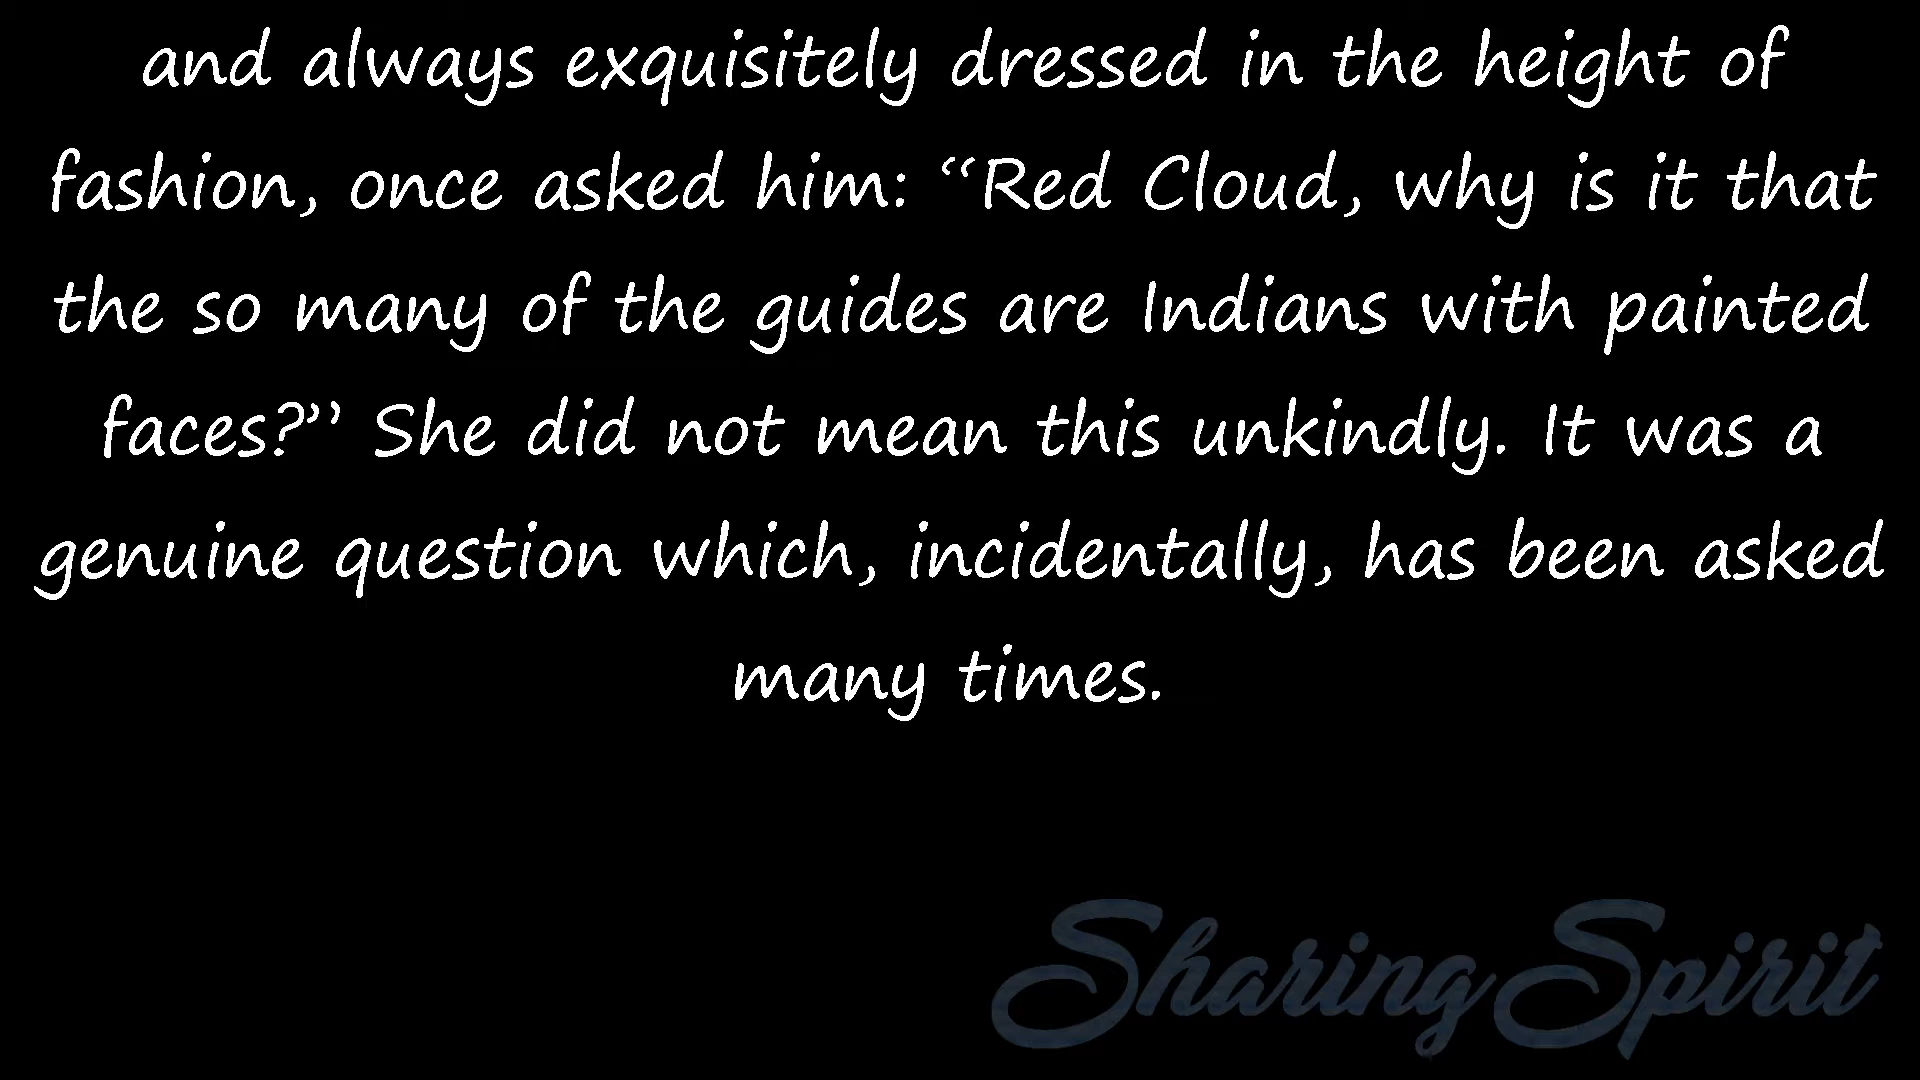 and always exquisitely dressed in the height of
fashion, once asked him: “Red Cloud, why is it that
the so many of the guides are Indians with painted
faces?’’ She did not mean this unkindly. It was a
genuine question which, incidentally, has been asked
many times.
Sharing Spirit